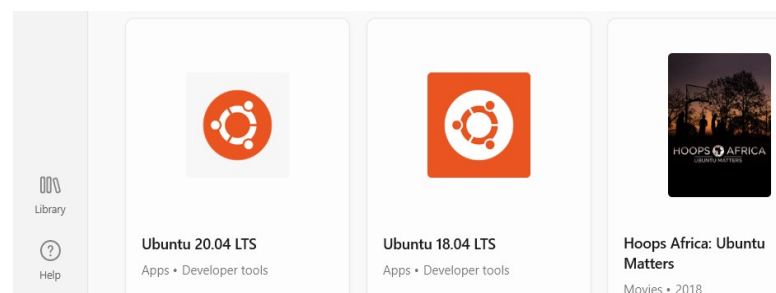 Library
Help
Ubuntu 20.04 LTS
Apps • Developer tools
Ubuntu 18.04 LTS
Apps • Developer tools
HOOPS AFRICA
UBUNTU MATTERS
Hoops Africa: Ubuntu
Matters
Movies • 2018